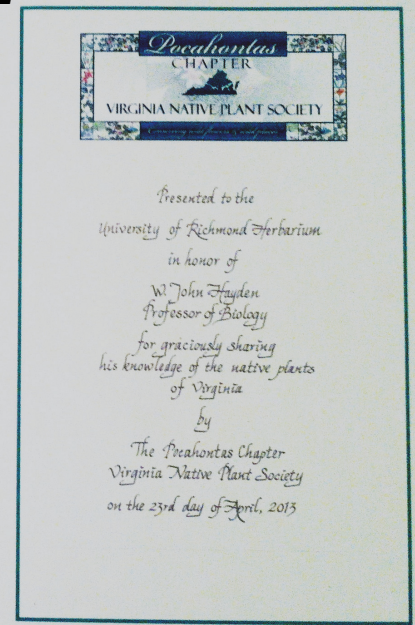 Pocahontas
CHAPTER
VIRGINIA NATIVE PLANT SOCIETY
Presented to the
University of Richmond Herbarium
in honor of
W. John Hayden
Professor of Biology
for graciously sharing
his knowledge of the native plants
of Virginia
by
The Pocahontas Chapter
Virginia Native Plant Society
on the 23rd day of April, 2013